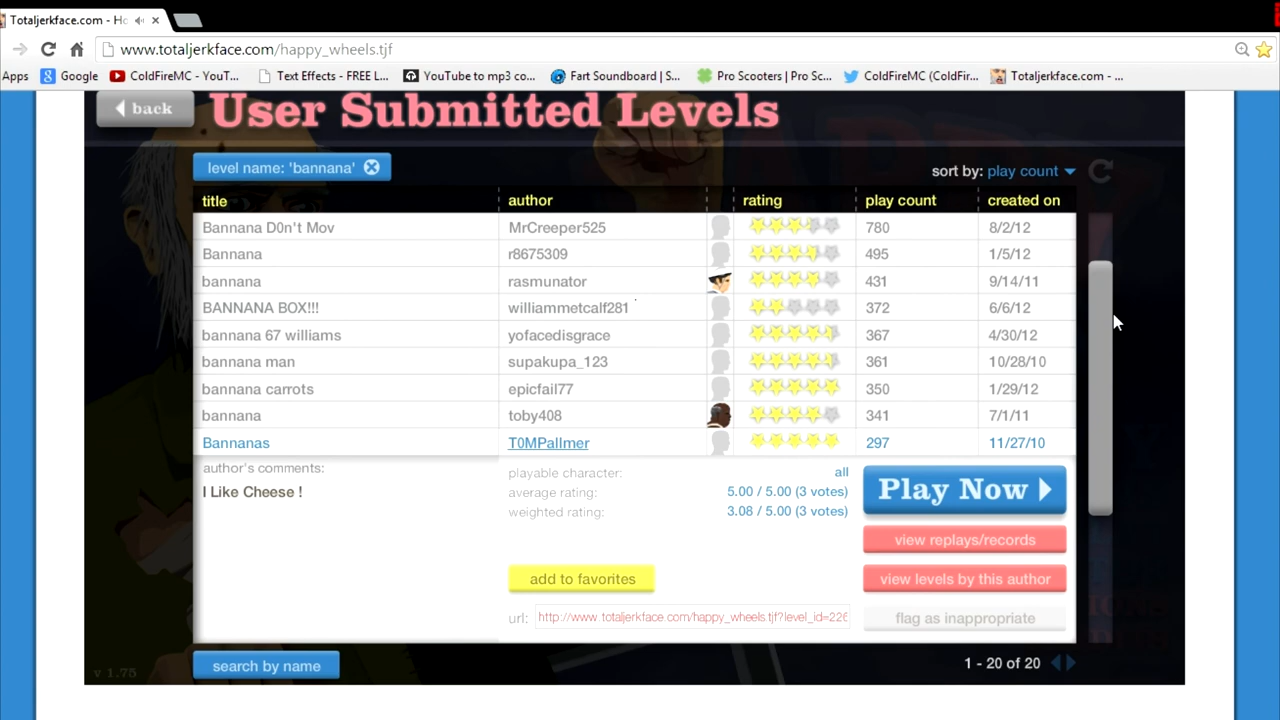 Totaljerkface.com - Ho
www.totaljerkface.com/happy_wheels.tjf
Apps Google ColdFireMC - YouT... Text Effects - FREE L... YouTube to mp3 co... Fart Soundboard | S... Pro Scooters | Pro Sc... ColdFireMC (ColdFir... Totaljerkface.com - ...
back User Submitted Levels
level name: 'bannana' sort by: play count
title author rating play count created on
Bannana D0n't Mov MrCreeper525 780 8/2/12
Bannana r8675309 495 1/5/12
bannana rasmunator 431 9/14/11
BANNANA BOX!!! williammetcalf281 372 6/6/12
bannana 67 williams yofacedisgrace 367 4/30/12
bannana man supakupa_123 361 10/28/10
bannana carrots epicfail77 350 1/29/12
bannana toby408 341 7/1/11
Bannanas T0MPallmer 297 11/27/10
author's comments: playable character: all Play Now
I Like Cheese ! average rating: 5.00 / 5.00 (3 votes)
weighted rating: 3.08 / 5.00 (3 votes)
view replays/records
add to favorites view levels by this author
url: http://www.totaljerkface.com/happy_wheels.tjf?level_id=226 flag as inappropriate
v 1.75 search by name 1 - 20 of 20